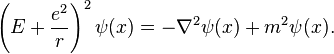 \left(E + \frac{e^2}{r}\right)^2 \psi(x) = -\nabla^2 \psi(x) + m^2 \psi(x).